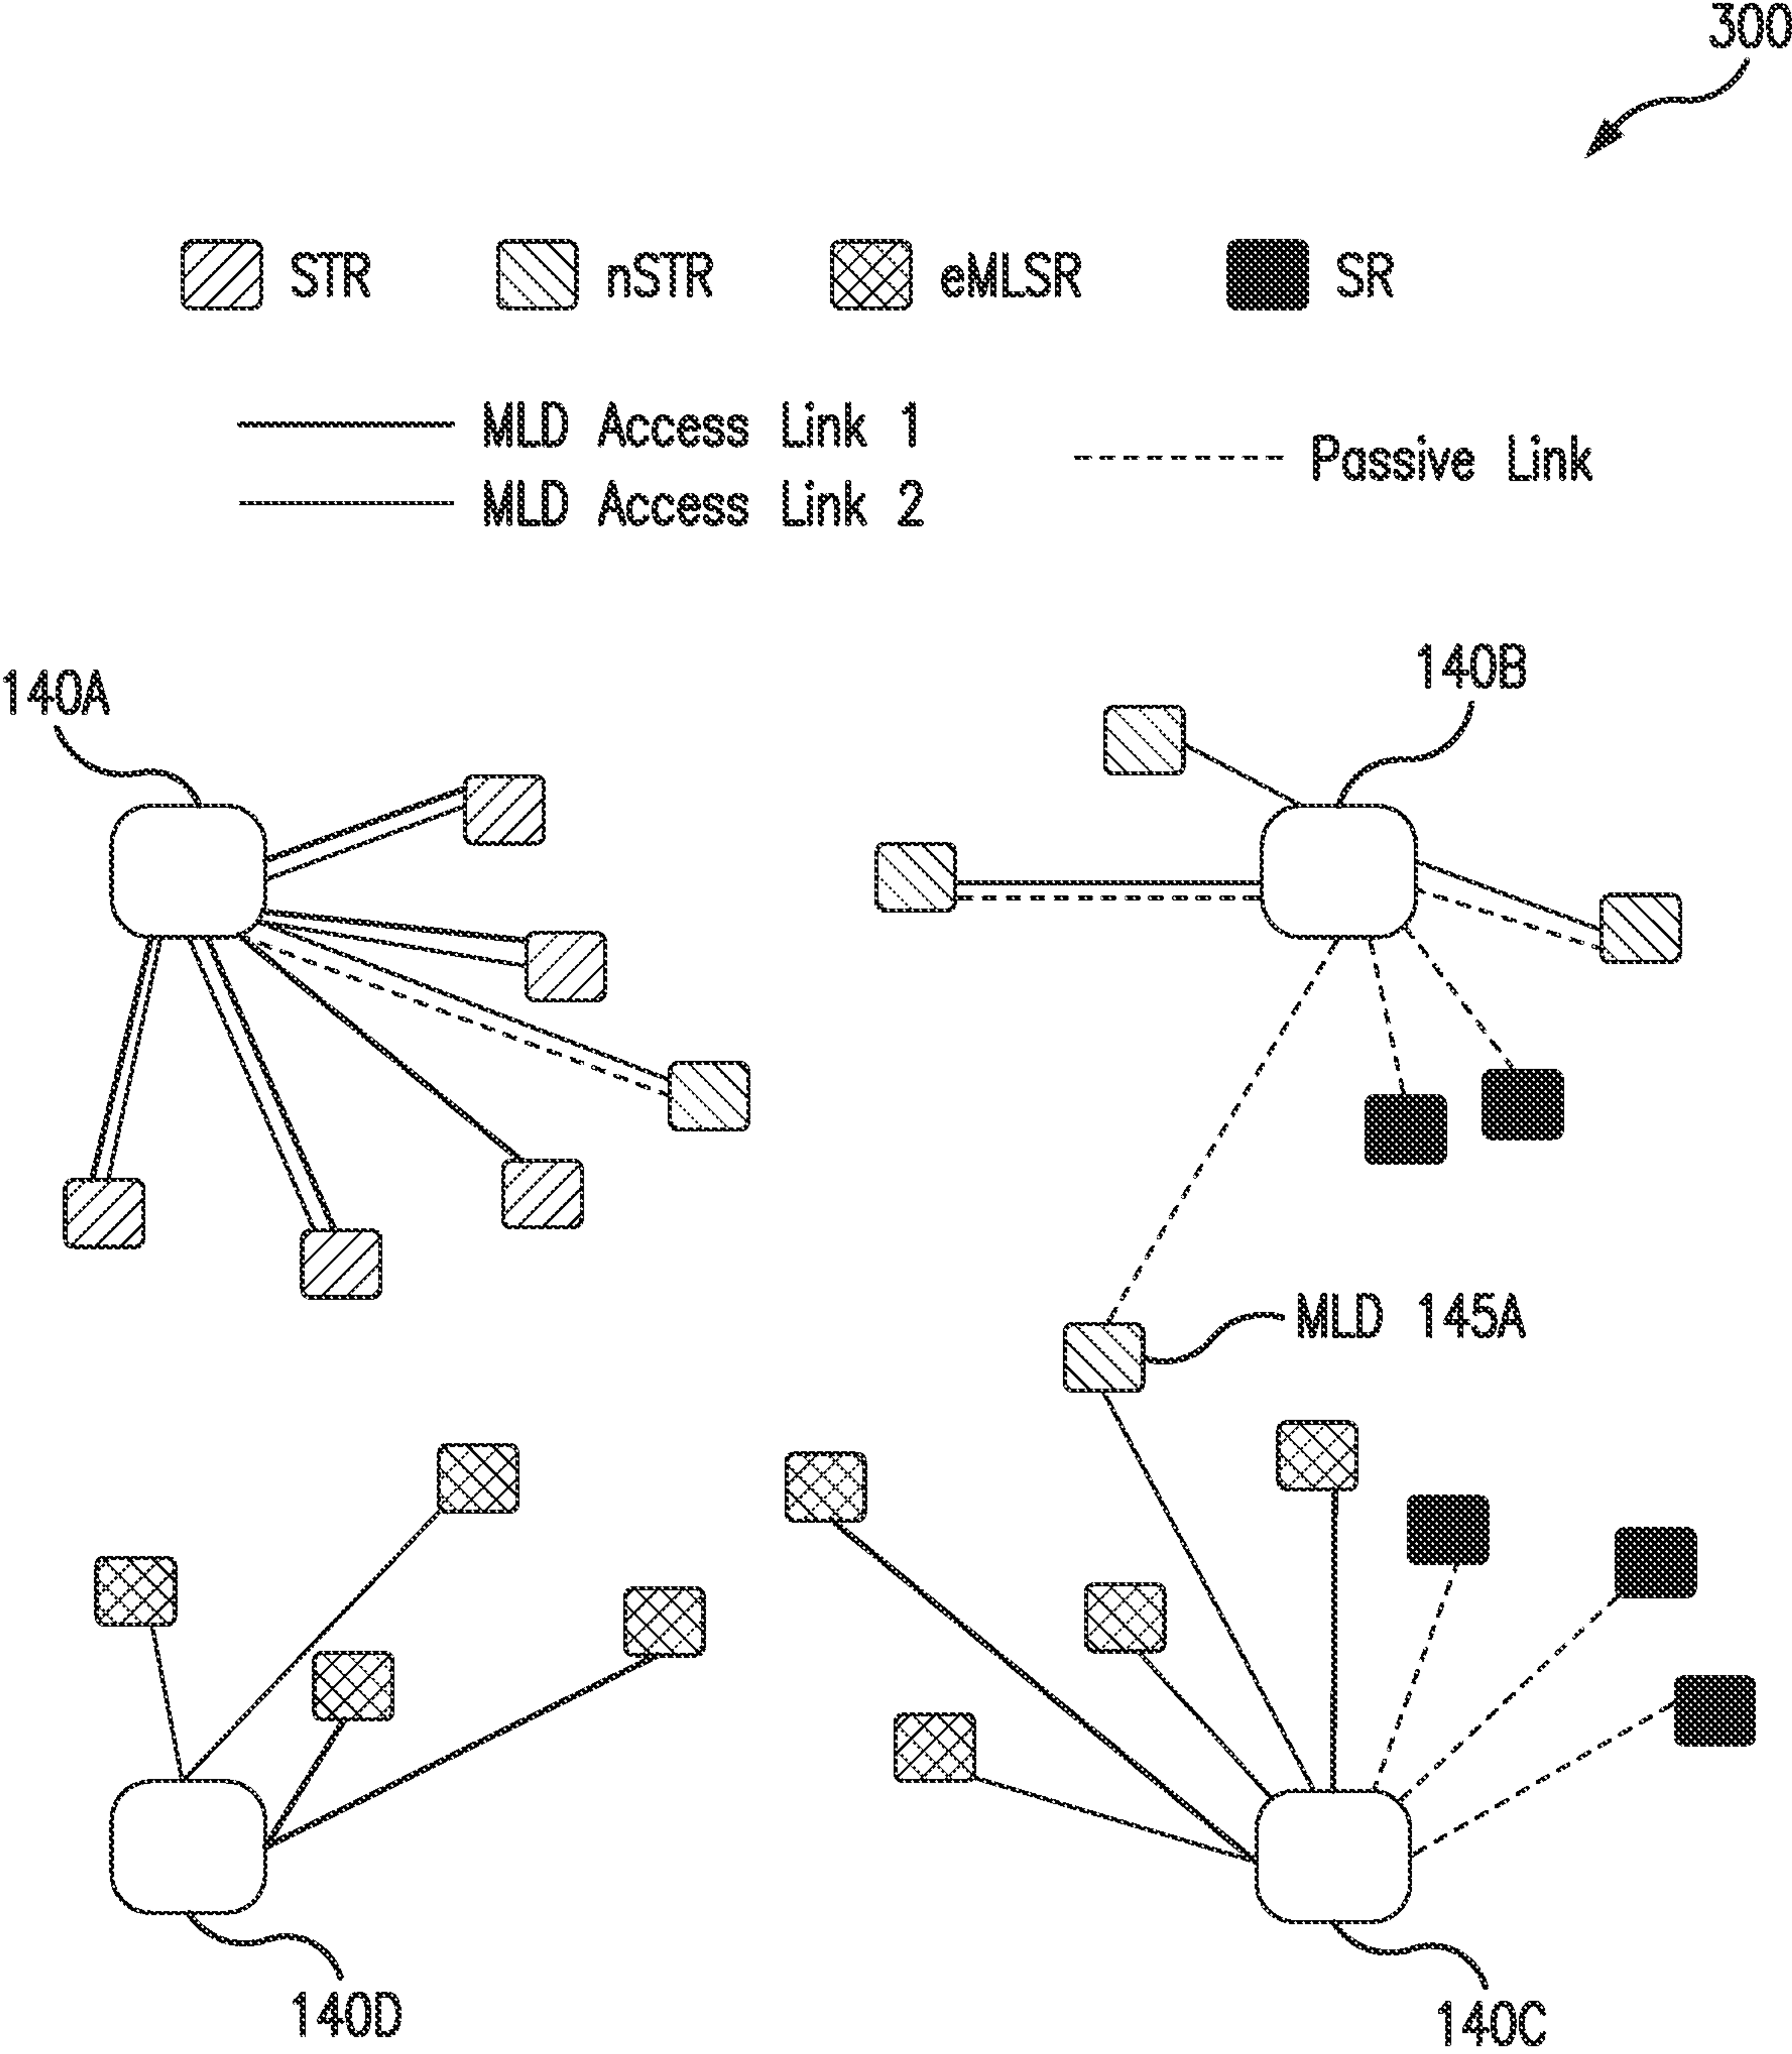 300
STR nSTR eMLSR SR
MLD Access Link 1
Passive Link
MLD Access Link 2
140A
140B
MLD 145A
140D
140C